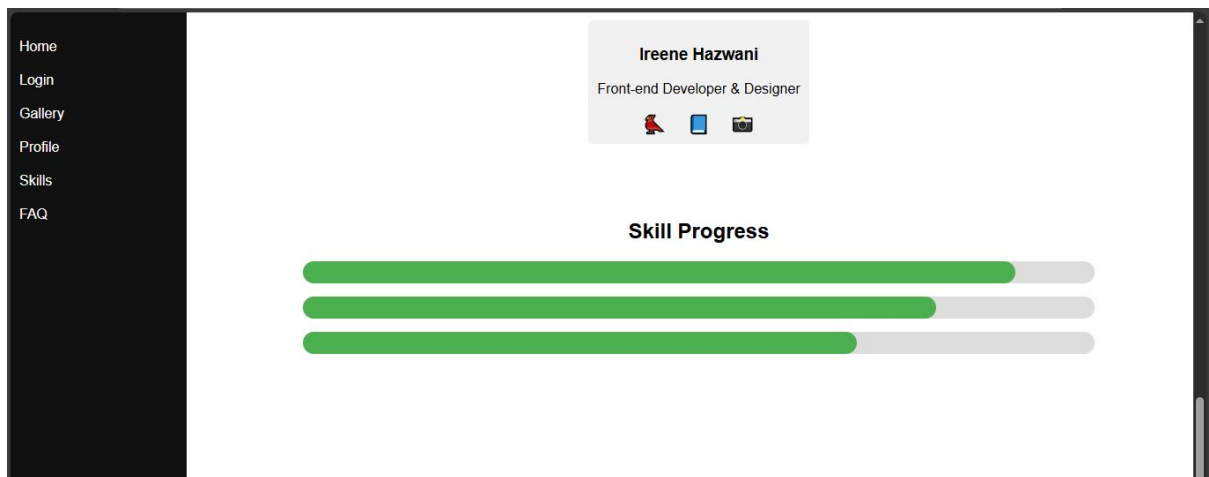 Home
Login
Gallery
Profile
Skills
FAQ
Ireene Hazwani
Front-end Developer & Designer
Skill Progress